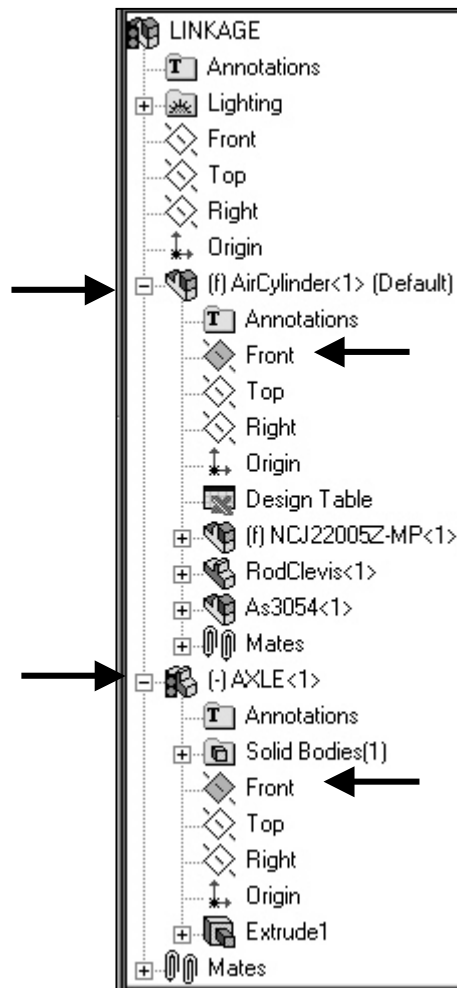 LINKAGE
T Annotations
Lighting
Front
Top
Right
Origin
(f) AirCylinder<1> (Default)
T Annotations
Front
Top
Right
Origin
Design Table
(f) NCJ22005Z-MP<1>
RodClevis<1>
As3054<1>
Mates
(-) AXLE<1>
T Annotations
Solid Bodies(1)
Front
Top
Right
Origin
Extrude1
Mates